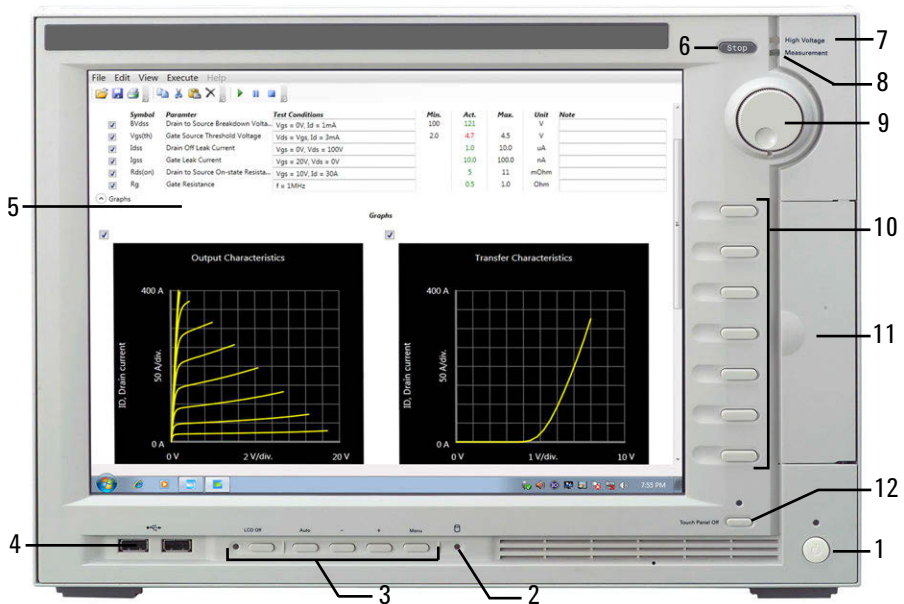 6
Stop
High Voltage
7
Measurement
8
9
File Edit View Execute Help
Symbol Paramter Test Conditions Min. Act. Max. Unit Note
BVdss Drain to Source Breakdown Volta... Vgs = 0V, Id = 1mA 100 121 V
Vgs(th) Gate Source Threshold Voltage Vds = Vgs, Id = 3mA 2.0 4.7 4.5 V
Idss Drain Off Leak Current Vgs = 0V, Vds = 100V 1.0 10.0 uA
Igss Gate Leak Current Vgs = 20V, Vds = 0V 10.0 100.0 nA
Rds(on) Drain to Source On-state Resista... Vgs = 10V, Id = 30A 5 11 mOhm
Rg Gate Resistance f = 1MHz 0.5 1.0 Ohm
Graphs
5
Graphs
10
Output Characteristics
400 A
ID, Drain current
50 A/div.
0 A
0 V 2 V/div. 20 V
Transfer Characteristics
400 A
ID, Drain current
50 A/div.
0 A
0 V 1 V/div. 10 V
11
7:55 PM
12
Touch Panel Off
4
LCD Off Auto − + Menu
1
3
2